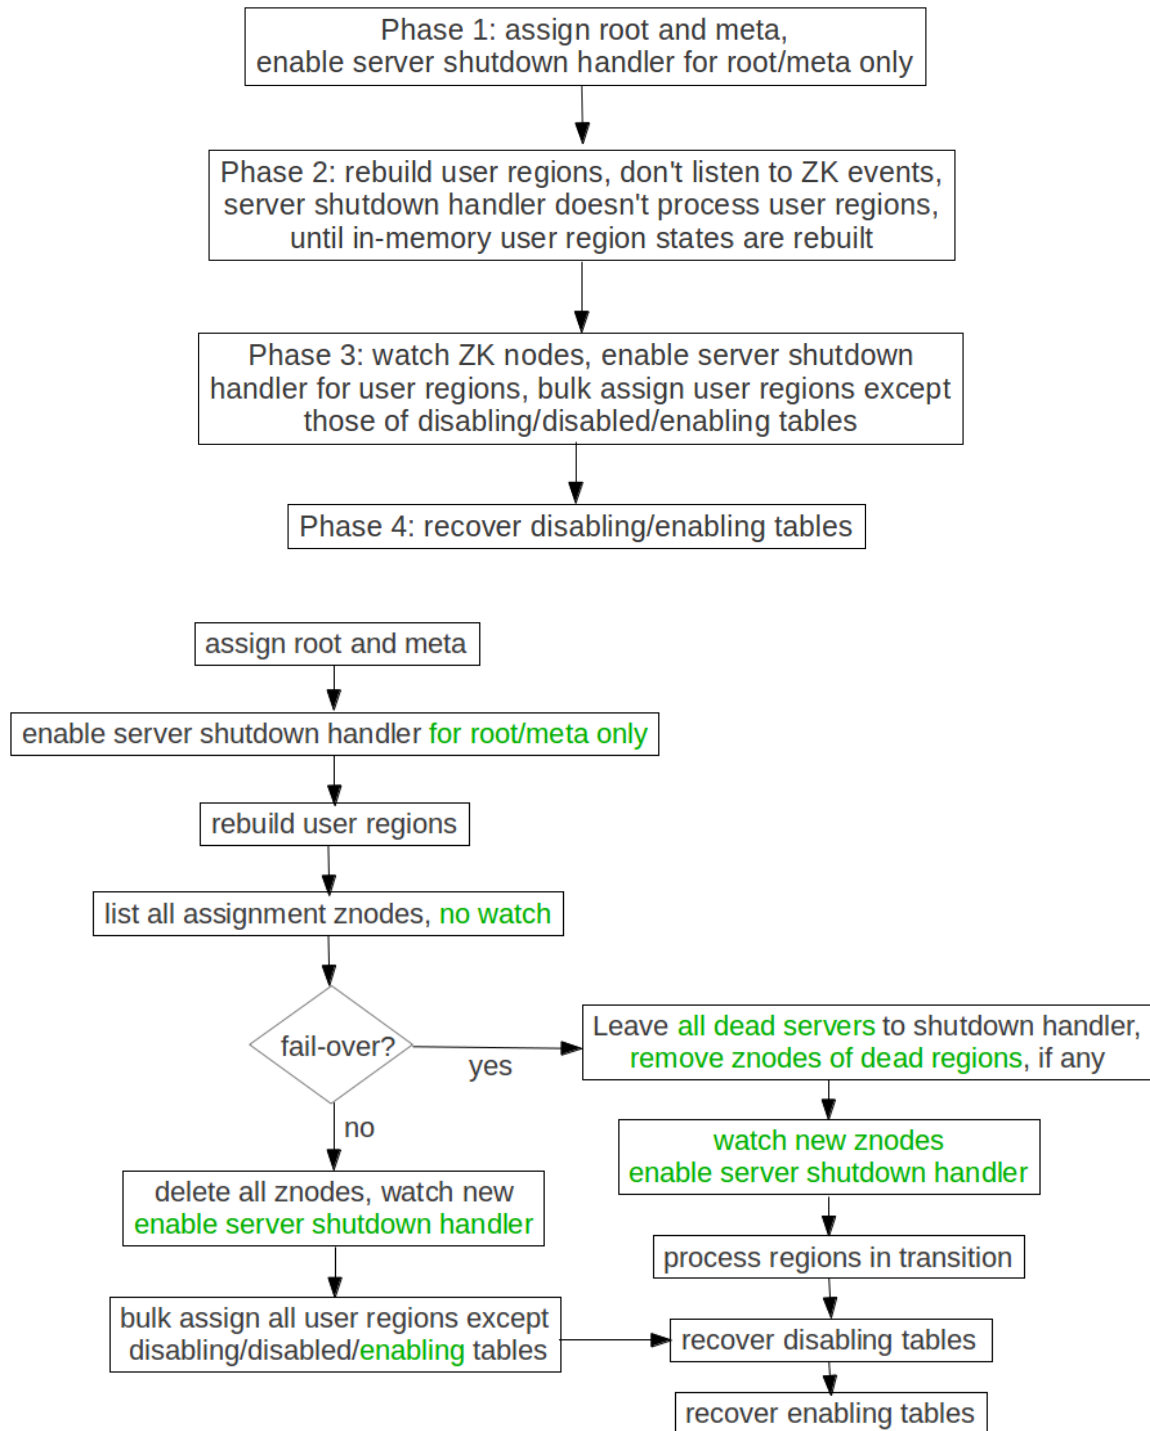 Phase 1: assign root and meta,
enable server shutdown handler for root/meta only
Phase 2: rebuild user regions, don't listen to ZK events,
server shutdown handler doesn't process user regions,
until in-memory user region states are rebuilt
Phase 3: watch ZK nodes, enable server shutdown
handler for user regions, bulk assign user regions except
those of disabling/disabled/enabling tables
Phase 4: recover disabling/enabling tables
assign root and meta
enable server shutdown handler for root/meta only
rebuild user regions
list all assignment znodes, no watch
fail-over?
yes
Leave all dead servers to shutdown handler,
remove znodes of dead regions, if any
no
watch new znodes
enable server shutdown handler
delete all znodes, watch new
enable server shutdown handler
process regions in transition
bulk assign all user regions except
disabling/disabled/enabling tables
recover disabling tables
recover enabling tables